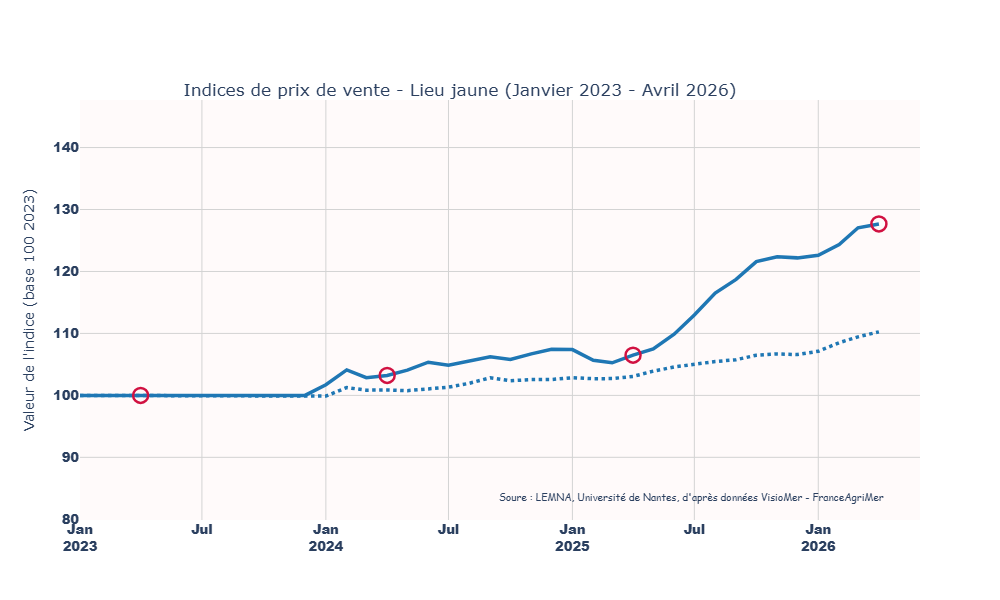 Indices de prix de vente - Lieu jaune (Janvier 2023 - Avril 2026)
Valeur de l'indice (base 100 2023)
140
130
120
110
100
90
80
Jan
2023
Jul
Jan
2024
Jul
Jan
2025
Jul
Jan
2026
Soure : LEMNA, Université de Nantes, d'après données VisioMer - FranceAgriMer